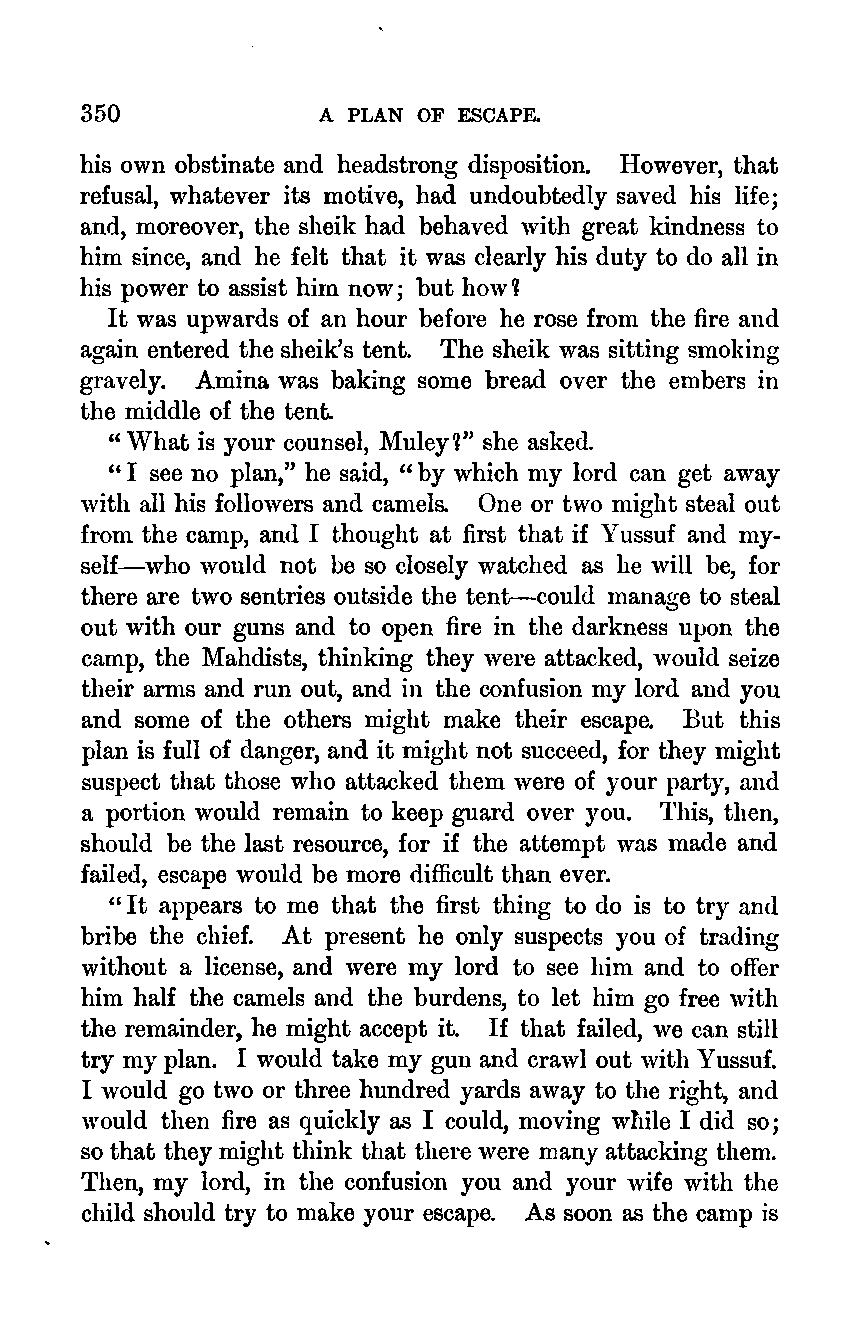 350 A PLAN OF ESCAPE.
his own obstinate and headstrong disposition. However, that
refusal, whatever its motive, had undoubtedly saved his life;
and, moreover, the sheik had behaved with great kindness to
him since, and he felt that it was clearly his duty to do all in
his power to assist him now; but how?
It was upwards of an hour before he rose from the fire and
again entered the sheik's tent. The sheik was sitting smoking
gravely. Amina was baking some bread over the embers in
the middle of the tent.
"What is your counsel, Muley?" she asked.
"I see no plan," he said, "by which my lord can get away
with all his followers and camels. One or two might steal out
from the camp, and I thought at first that if Yussuf and my-
self—who would not be so closely watched as he will be, for
there are two sentries outside the tent—could manage to steal
out with our guns and to open fire in the darkness upon the
camp, the Mahdists, thinking they were attacked, would seize
their arms and run out, and in the confusion my lord and you
and some of the others might make their escape. But this
plan is full of danger, and it might not succeed, for they might
suspect that those who attacked them were of your party, and
a portion would remain to keep guard over you. This, then,
should be the last resource, for if the attempt was made and
failed, escape would be more difficult than ever.
"It appears to me that the first thing to do is to try and
bribe the chief. At present he only suspects you of trading
without a license, and were my lord to see him and to offer
him half the camels and the burdens, to let him go free with
the remainder, he might accept it. If that failed, we can still
try my plan. I would take my gun and crawl out with Yussuf.
I would go two or three hundred yards away to the right, and
would then fire as quickly as I could, moving while I did so;
so that they might think that there were many attacking them.
Then, my lord, in the confusion you and your wife with the
child should try to make your escape. As soon as the camp is